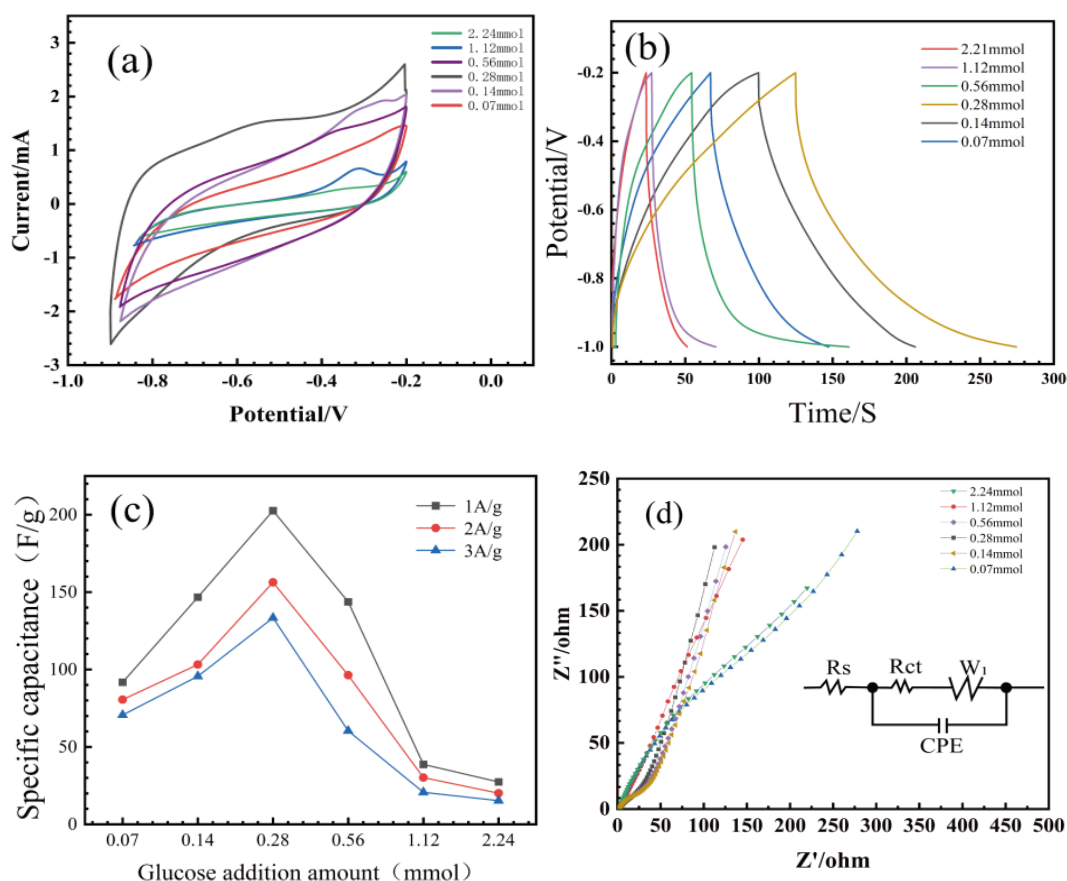 (a)
2.24mmol
1.12mmol
0.56mmol
0.28mmol
0.14mmol
0.07mmol
Current/mA
3
2
1
0
-1
-2
-3
-1.0 -0.8 -0.6 -0.4 -0.2 0.0
Potential/V
(b)
2.21mmol
1.12mmol
0.56mmol
0.28mmol
0.14mmol
0.07mmol
Potential/V
-0.2
-0.4
-0.6
-0.8
-1.0
0 50 100 150 200 250 300
Time/S
(c)
1A/g
2A/g
3A/g
Specific capacitance（F/g）
200
150
100
50
0
0.07 0.14 0.28 0.56 1.12 2.24
Glucose addition amount（mmol）
(d)
2.24mmol
1.12mmol
0.56mmol
0.28mmol
0.14mmol
0.07mmol
Z''/ohm
250
200
150
100
50
0
Rs Rct W₁
CPE
0 50 100 150 200 250 300 350 400 450 500
Z'/ohm